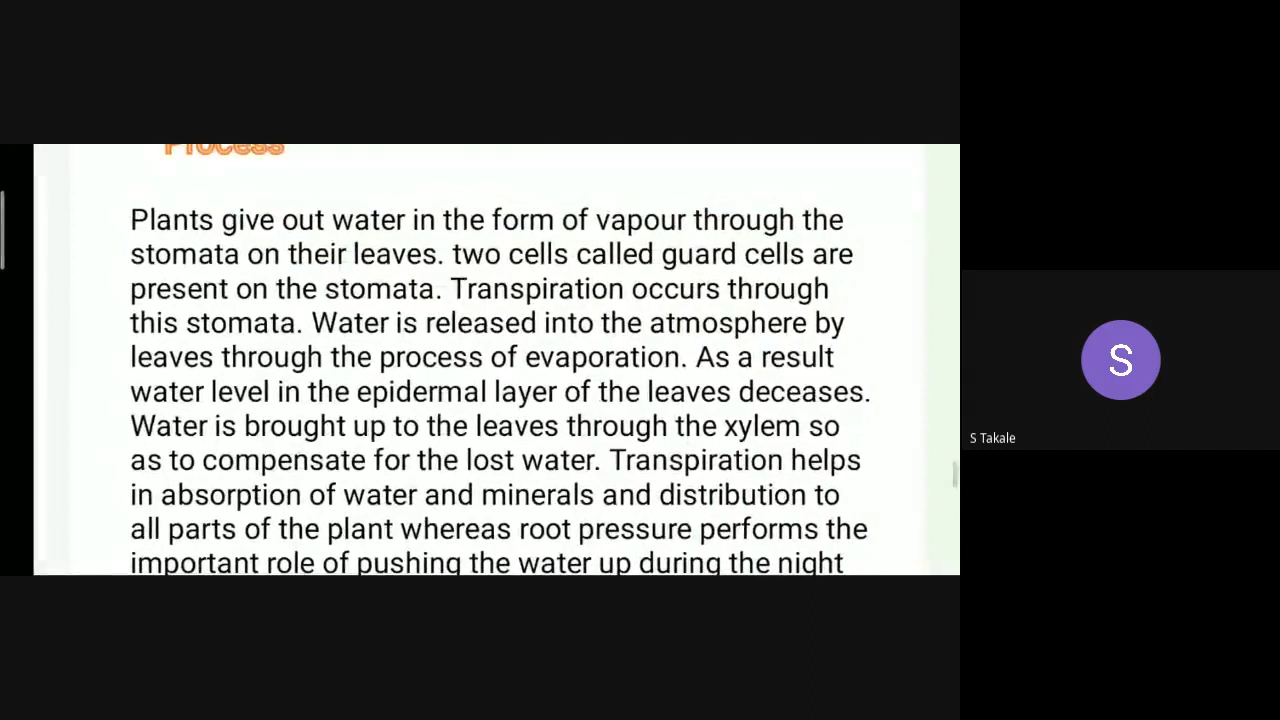 Process
Plants give out water in the form of vapour through the
stomata on their leaves. two cells called guard cells are
present on the stomata. Transpiration occurs through
this stomata. Water is released into the atmosphere by
leaves through the process of evaporation. As a result
water level in the epidermal layer of the leaves deceases.
Water is brought up to the leaves through the xylem so
as to compensate for the lost water. Transpiration helps
in absorption of water and minerals and distribution to
all parts of the plant whereas root pressure performs the
important role of pushing the water up during the night
S
S Takale